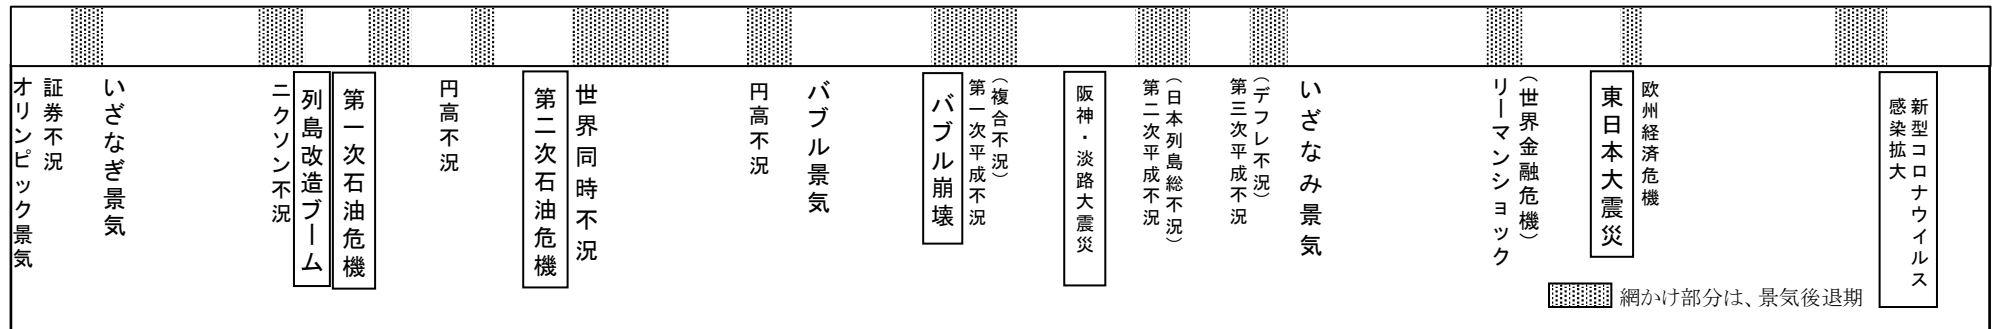 オリンピック景気
証券不況
いざなぎ景気
ニクソン不況
列島改造ブーム
第一次石油危機
円高不況
第二次石油危機
世界同時不況
円高不況
バブル景気
バブル崩壊
第一次平成不況
（複合不況）
阪神・淡路大震災
第二次平成不況
（日本列島総不況）
第三次平成不況
（デフレ不況）
いざなみ景気
リーマンショック
（世界金融危機）
東日本大震災
欧州経済危機
新型コロナウイルス
感染拡大
網かけ部分は、景気後退期